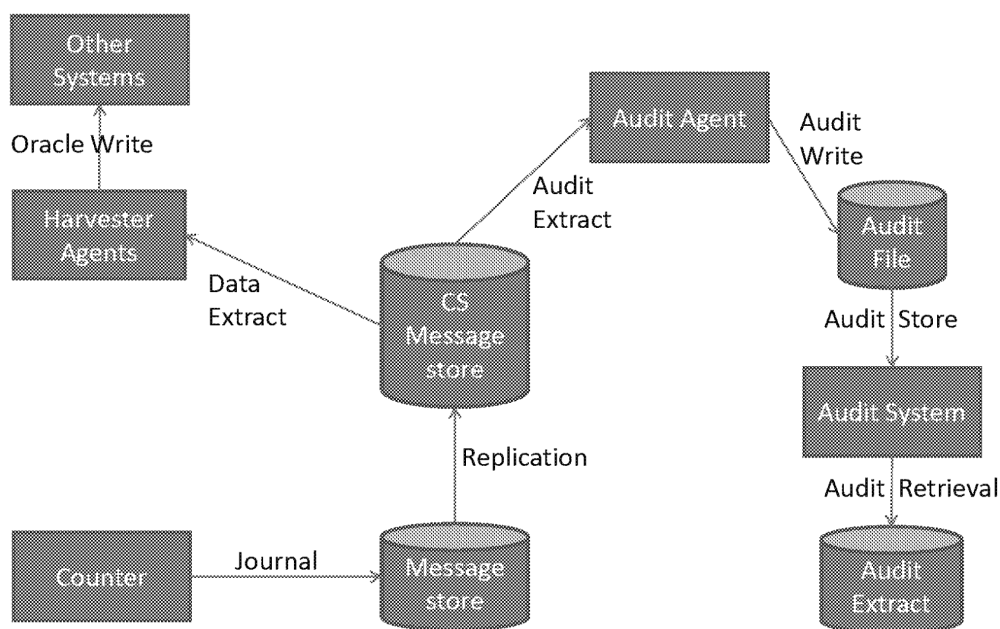 Other
Systems
Oracle Write
Harvester
Agents
Data
Extract
CS
Message
store
Audit
Extract
Audit Agent
Audit
Write
Audit
File
Audit Store
Audit System
Audit Retrieval
Audit
Extract
Replication
Counter
Journal
Message
store